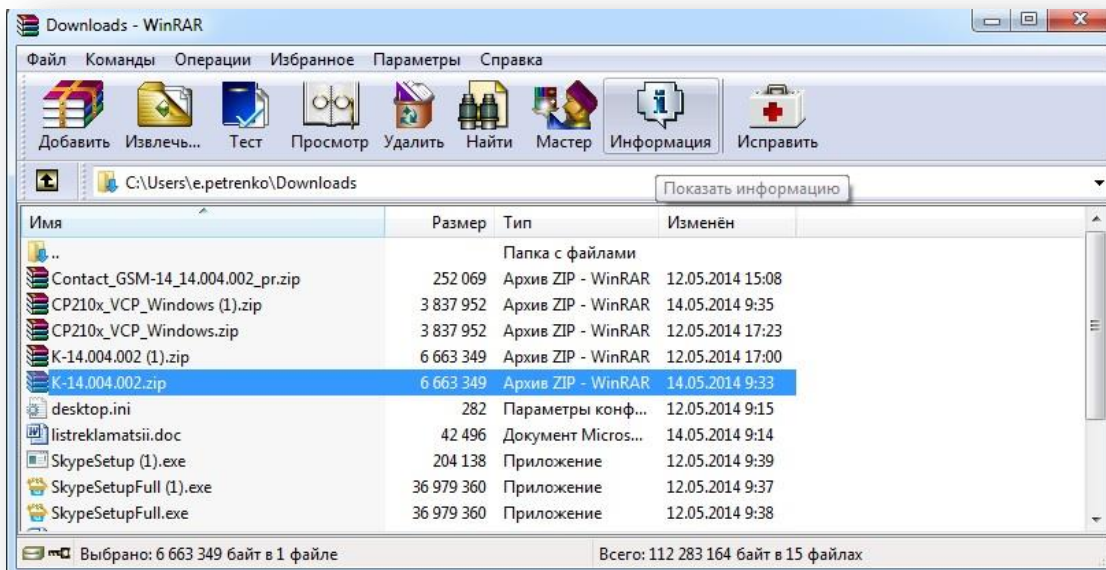 Downloads - WinRAR
Файл Команды Операции Избранное Параметры Справка
Добавить Извлечь... Тест Просмотр Удалить Найти Мастер Информация Исправить
C:\Users\e.petrenko\Downloads
Показать информацию
Имя Размер Тип Изменён
.. Папка с файлами
Contact_GSM-14_14.004.002_pr.zip 252 069 Архив ZIP - WinRAR 12.05.2014 15:08
CP210x_VCP_Windows (1).zip 3 837 952 Архив ZIP - WinRAR 14.05.2014 9:35
CP210x_VCP_Windows.zip 3 837 952 Архив ZIP - WinRAR 12.05.2014 17:23
K-14.004.002 (1).zip 6 663 349 Архив ZIP - WinRAR 12.05.2014 17:00
K-14.004.002.zip 6 663 349 Архив ZIP - WinRAR 14.05.2014 9:33
desktop.ini 282 Параметры конф... 12.05.2014 9:15
listreklamatsii.doc 42 496 Документ Micros... 14.05.2014 9:14
SkypeSetup (1).exe 204 138 Приложение 12.05.2014 9:39
SkypeSetupFull (1).exe 36 979 360 Приложение 12.05.2014 9:37
SkypeSetupFull.exe 36 979 360 Приложение 12.05.2014 9:38
Выбрано: 6 663 349 байт в 1 файле Всего: 112 283 164 байт в 15 файлах